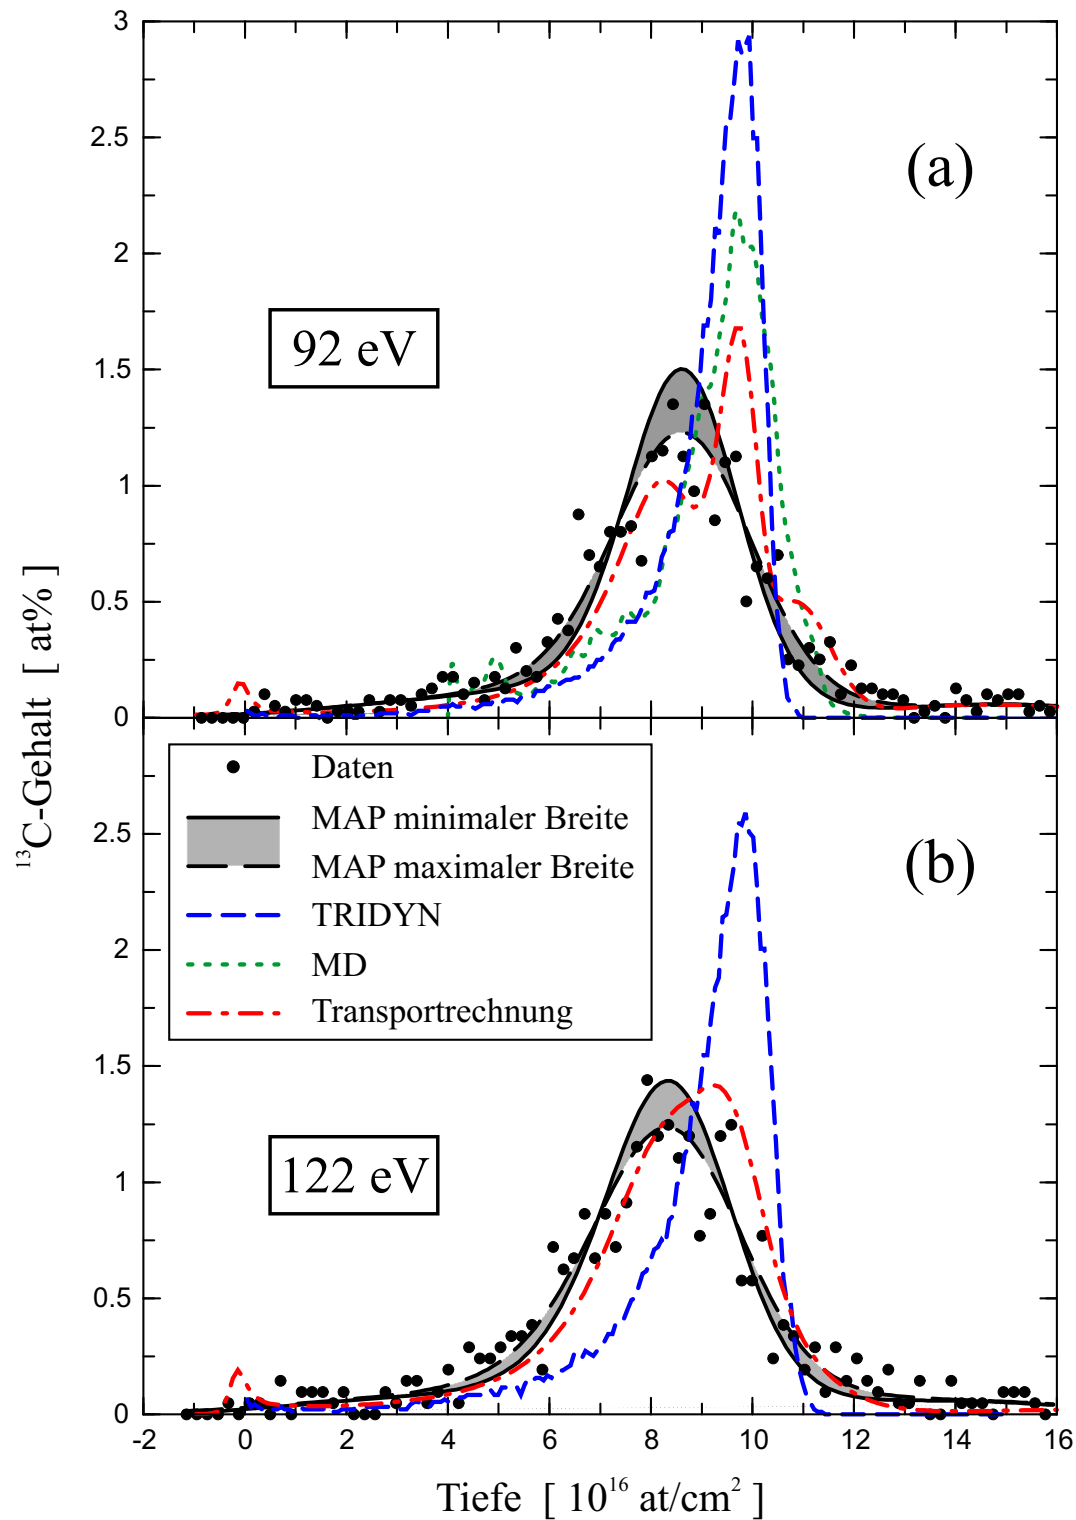 3
2.5
2
1.5
1
0.5
0
(a)
92 eV
¹³C-Gehalt [ at% ]
Daten
MAP minimaler Breite
MAP maximaler Breite
TRIDYN
MD
Transportrechnung
2.5
2
1.5
1
0.5
0
(b)
122 eV
-2 0 2 4 6 8 10 12 14 16
Tiefe [ 10¹⁶ at/cm² ]